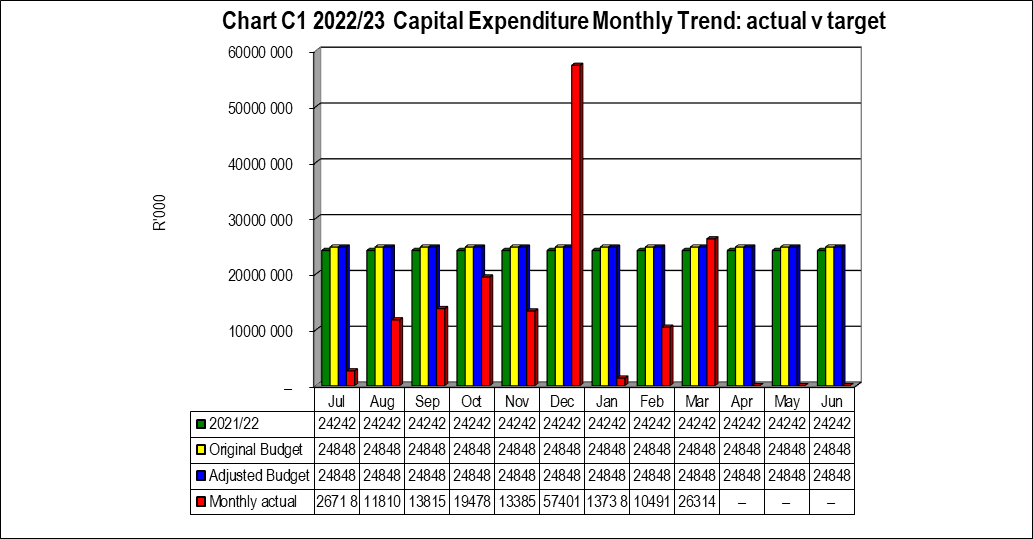 Chart C1 2022/23 Capital Expenditure Monthly Trend: actual v target
60000 000
50000 000
40000 000
30000 000
20000 000
10000 000
–
R'000
Jul Aug Sep Oct Nov Dec Jan Feb Mar Apr May Jun
2021/22 24242 24242 24242 24242 24242 24242 24242 24242 24242 24242 24242 24242
Original Budget 24848 24848 24848 24848 24848 24848 24848 24848 24848 24848 24848 24848
Adjusted Budget 24848 24848 24848 24848 24848 24848 24848 24848 24848 24848 24848 24848
Monthly actual 2671 8 11810 13815 19478 13385 57401 1373 8 10491 26314 – – –